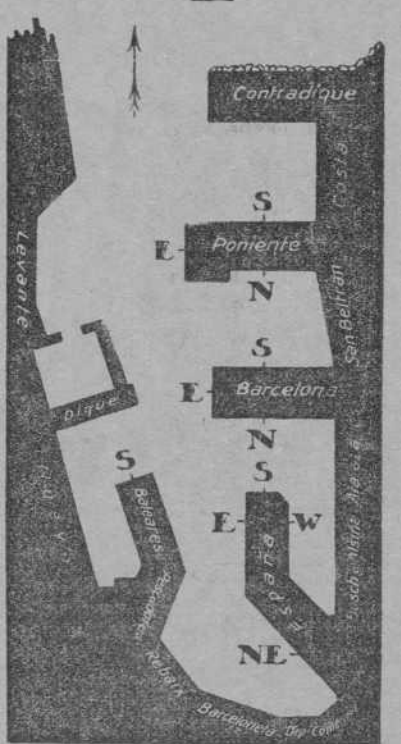 Contradique
Costa
S
E
Poniente
N
Levante
San Beltran
S
E
Barcelona
N
Dique
S
S
Baleares
E
W
España
NE
Rebaix
Barceloneta